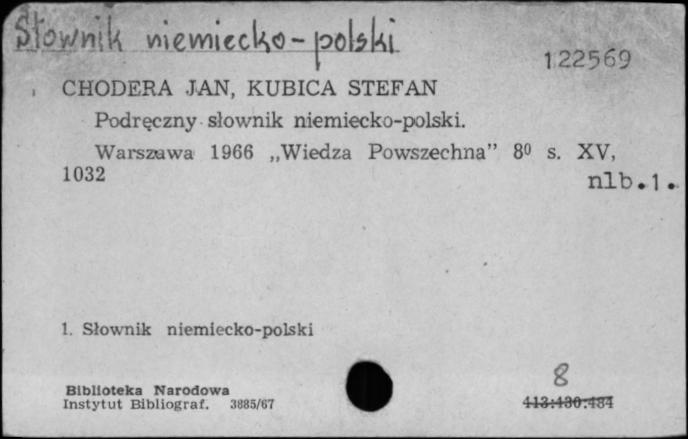 Słownik niemiecko-polski
122569
CHODERA JAN, KUBICA STEFAN
Podręczny słownik niemiecko-polski.
Warszawa 1966 „Wiedza Powszechna” 8⁰ s. XV,
1032
nlb.1.
1. Słownik niemiecko-polski
8
Biblioteka Narodowa
Instytut Bibliograf. 3885/67
413:430:484